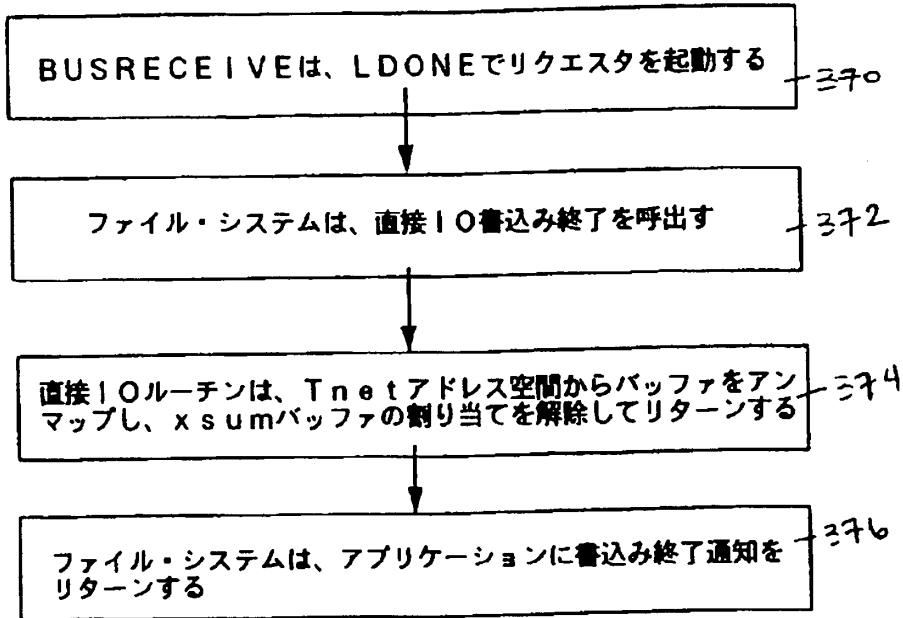 BUSRECEIVEは、LDONEでリクエスタを起動する
370
ファイル・システムは、直接IO書込み終了を呼出す
372
直接IOルーチンは、Tnetアドレス空間からバッファをアン
マップし、xsumバッファの割り当てを解除してリターンする
374
ファイル・システムは、アプリケーションに書込み終了通知を
リターンする
376